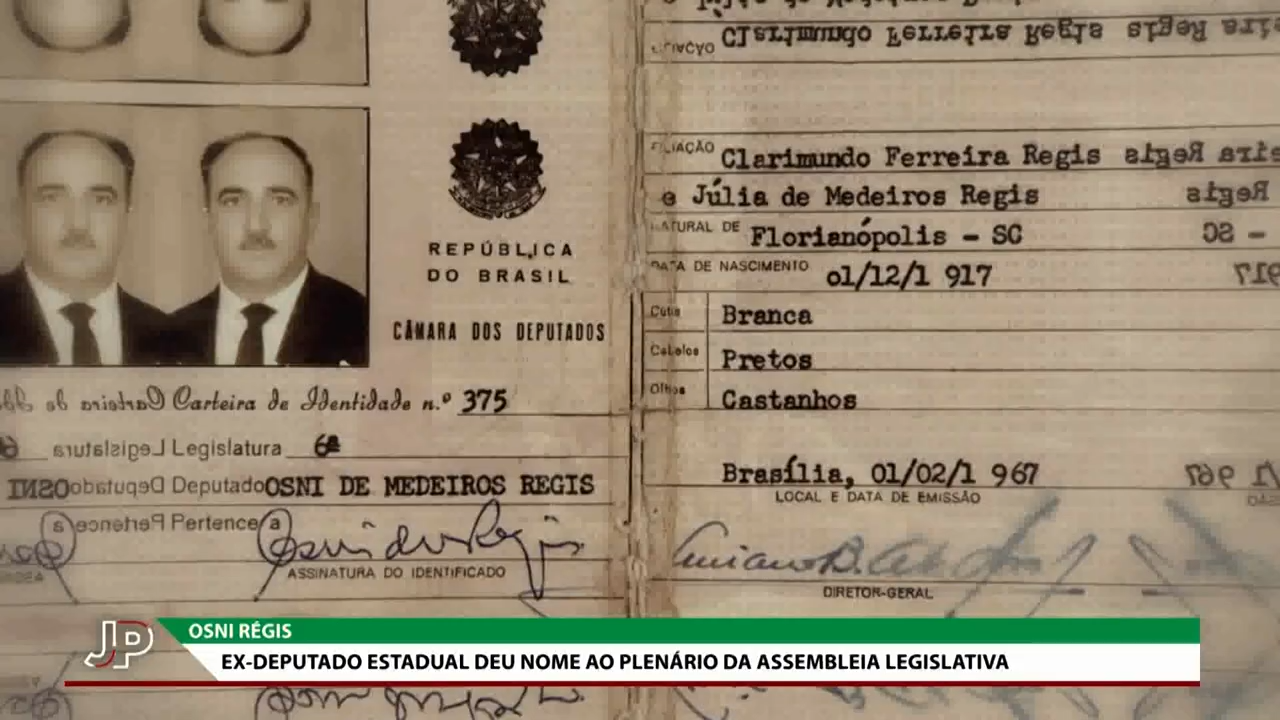 FILIAÇÃO Clarimundo Ferreira Regis
e Júlia de Medeiros Regis
NATURAL DE Florianópolis - SC
DATA DE NASCIMENTO 01/12/1 917
Cutis Branca
Cabelos Pretos
Olhos Castanhos
Brasília, 01/02/1 967
LOCAL E DATA DE EMISSÃO
DIRETOR-GERAL
REPÚBLICA
DO BRASIL
CÂMARA DOS DEPUTADOS
Carteira de Identidade n.º 375
Legislatura 6ª
Deputado OSNI DE MEDEIROS REGIS
Pertence a
ASSINATURA DO IDENTIFICADO
JP
OSNI RÉGIS
EX-DEPUTADO ESTADUAL DEU NOME AO PLENÁRIO DA ASSEMBLEIA LEGISLATIVA